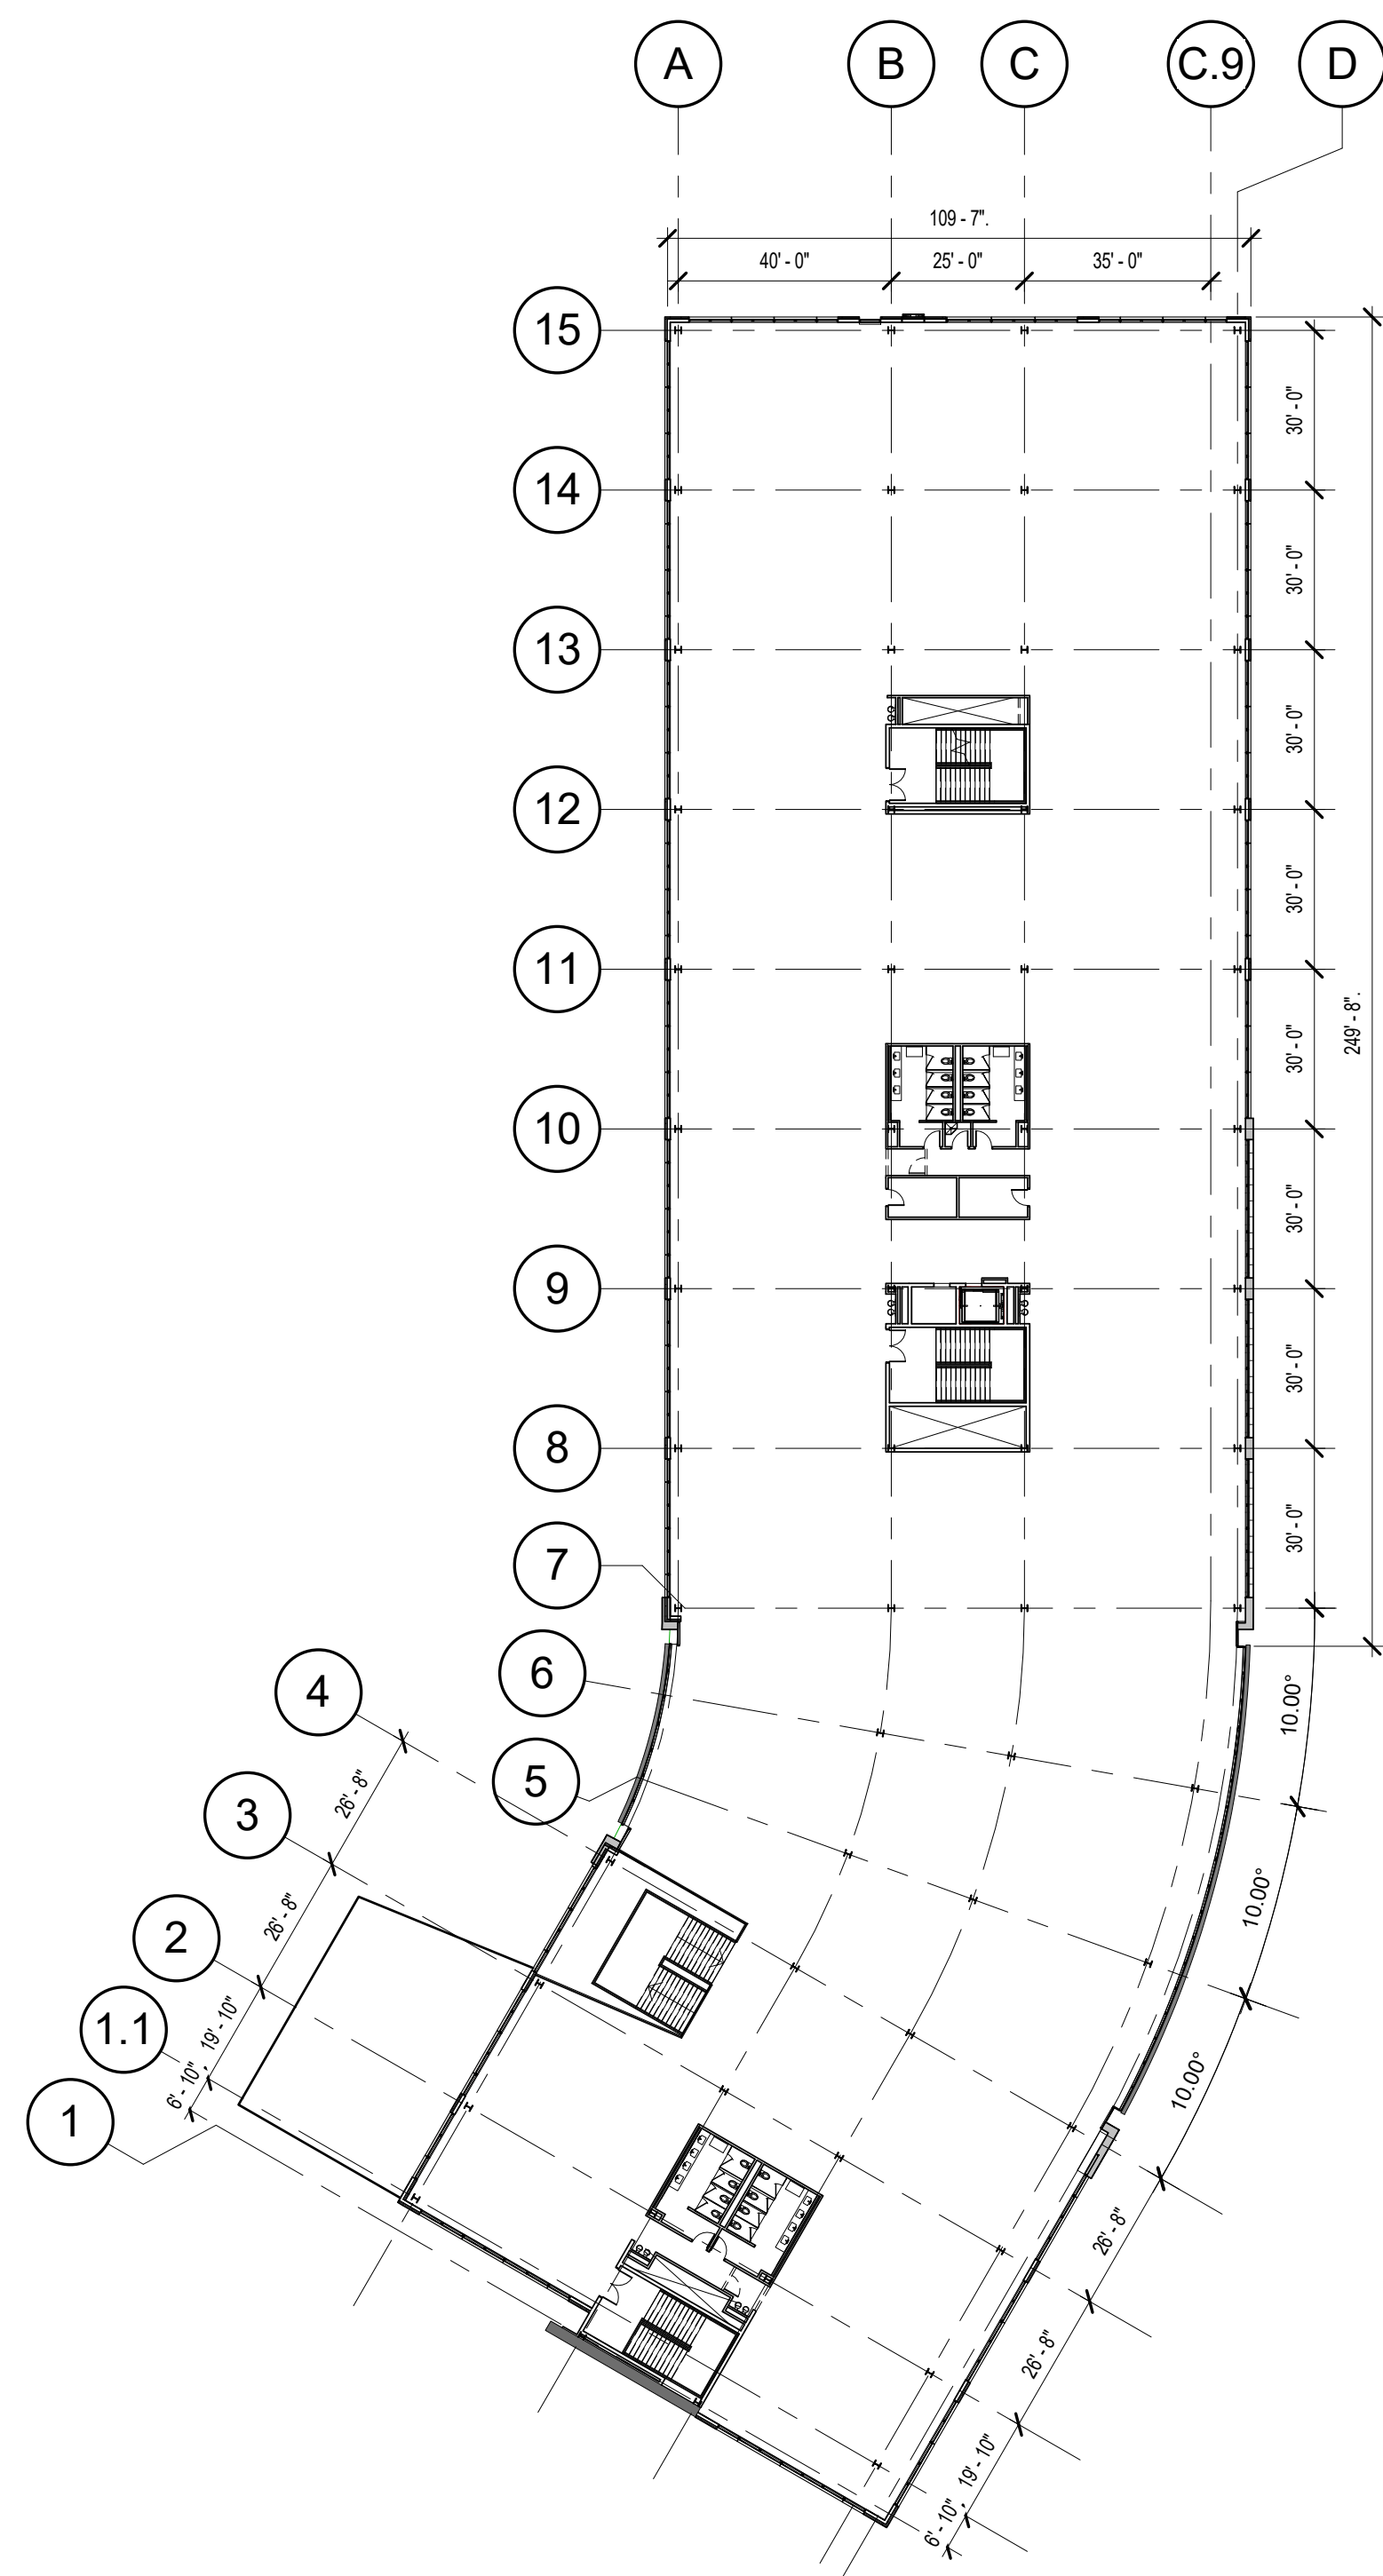 A B C C.9 D
109 - 7".
40' - 0" 25' - 0" 35' - 0"
15
30' - 0"
14
30' - 0"
13
30' - 0"
12
30' - 0"
11
249' - 8".
30' - 0"
10
30' - 0"
9
30' - 0"
8
30' - 0"
7
6
10.00°
4
5
26' - 8"
3
10.00°
26' - 8"
2
19' - 10"
1.1
6' - 10",
10.00°
1
26' - 8"
26' - 8"
19' - 10"
6' - 10",